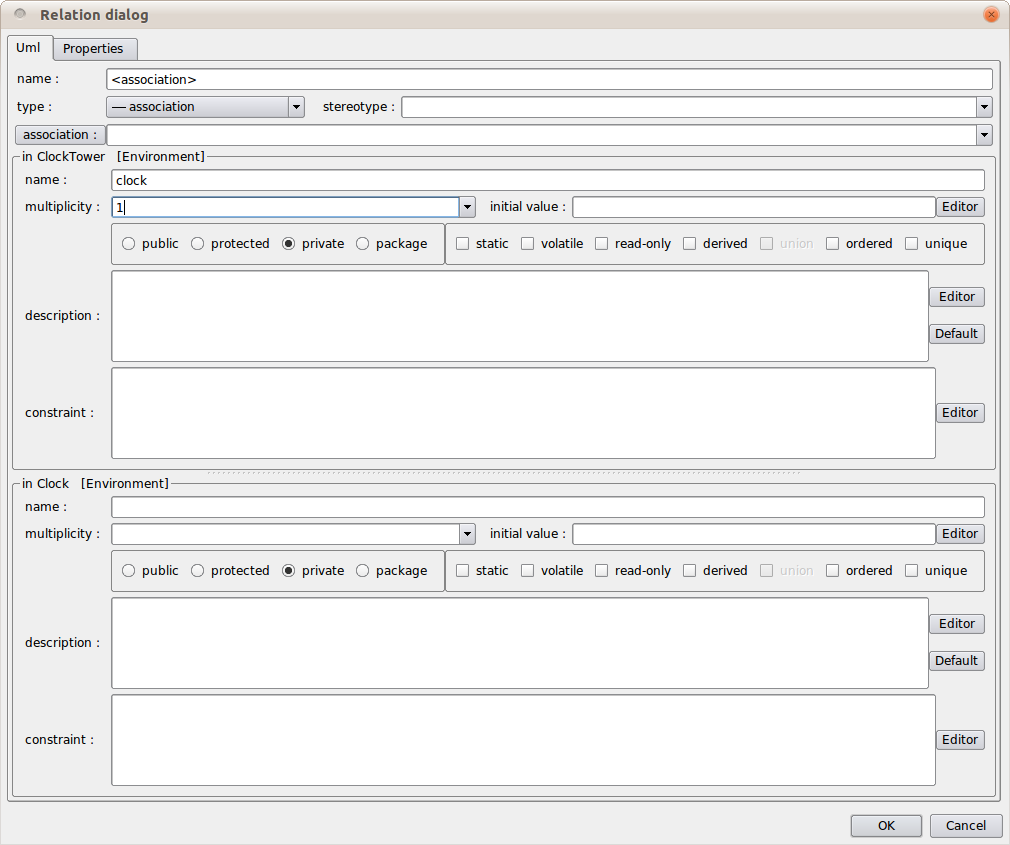 Relation dialog
Uml Properties
name : <association>
type : — association stereotype :
association :
in ClockTower [Environment]
name : clock
multiplicity : 1 initial value : Editor
public protected private package static volatile read-only derived union ordered unique
Editor
description :
Default
constraint : Editor
in Clock [Environment]
name :
multiplicity : initial value : Editor
public protected private package static volatile read-only derived union ordered unique
Editor
description :
Default
constraint : Editor
OK Cancel